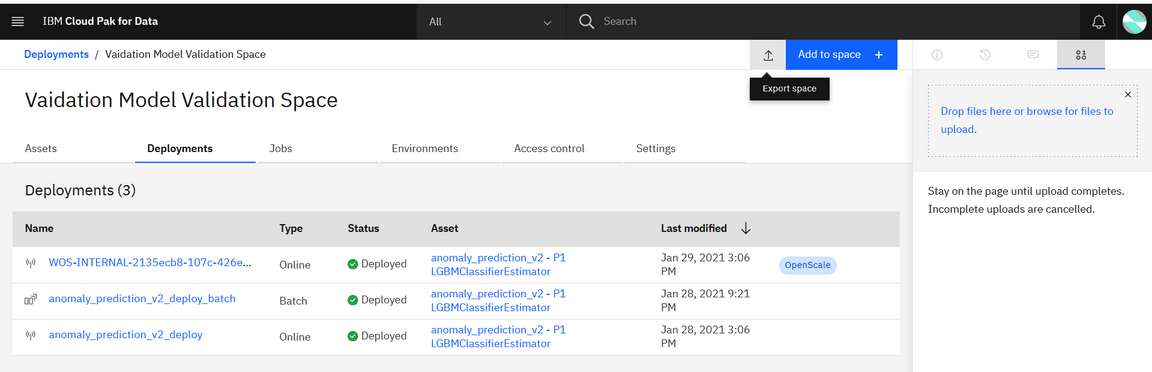 IBM Cloud Pak for Data
All
Search
Deployments / Vaidation Model Validation Space
Add to space +
Export space
Vaidation Model Validation Space
Assets
Deployments
Jobs
Environments
Access control
Settings
Deployments (3)
Name Type Status Asset Last modified
WOS-INTERNAL-2135ecb8-107c-426e... Online Deployed anomaly_prediction_v2 - P1 LGBMClassifierEstimator Jan 29, 2021 3:06 PM OpenScale
anomaly_prediction_v2_deploy_batch Batch Deployed anomaly_prediction_v2 - P1 LGBMClassifierEstimator Jan 28, 2021 9:21 PM
anomaly_prediction_v2_deploy Online Deployed anomaly_prediction_v2 - P1 LGBMClassifierEstimator Jan 28, 2021 3:06 PM
Drop files here or browse for files to
upload.
Stay on the page until upload completes.
Incomplete uploads are cancelled.